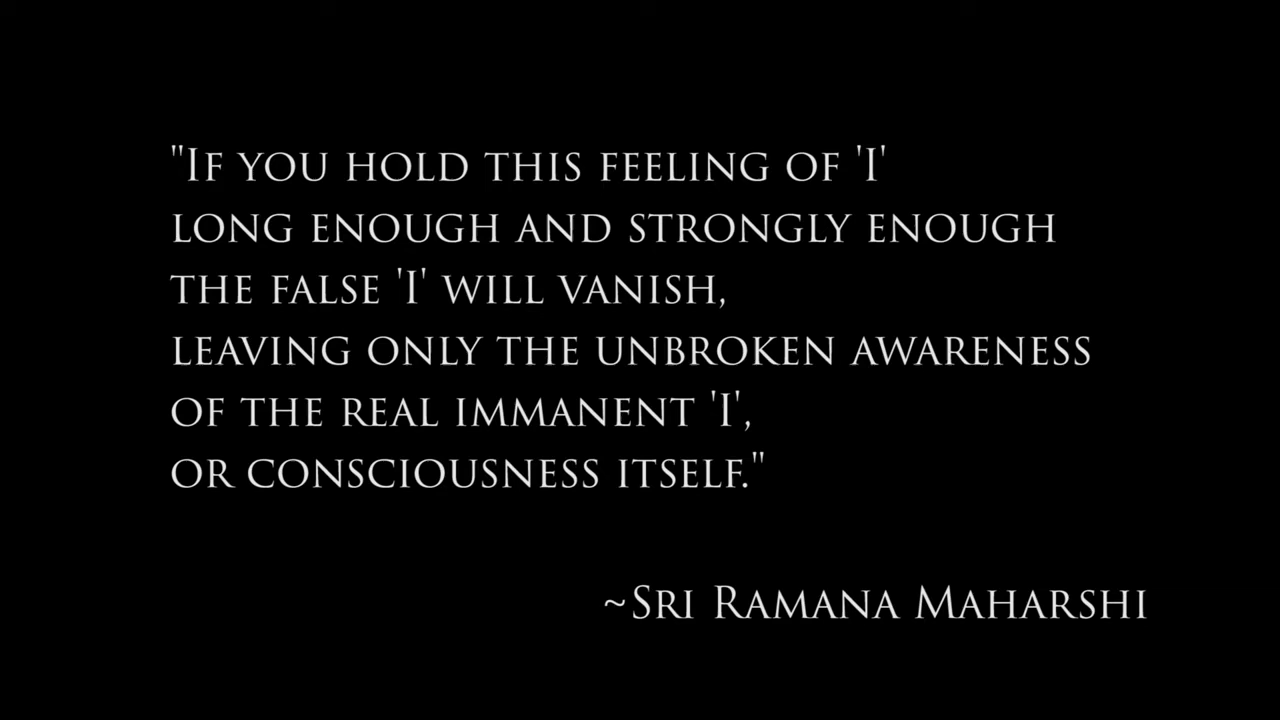 "If you hold this feeling of 'I'
long enough and strongly enough
the false 'I' will vanish,
leaving only the unbroken awareness
of the real immanent 'I',
or consciousness itself."
~Sri Ramana Maharshi